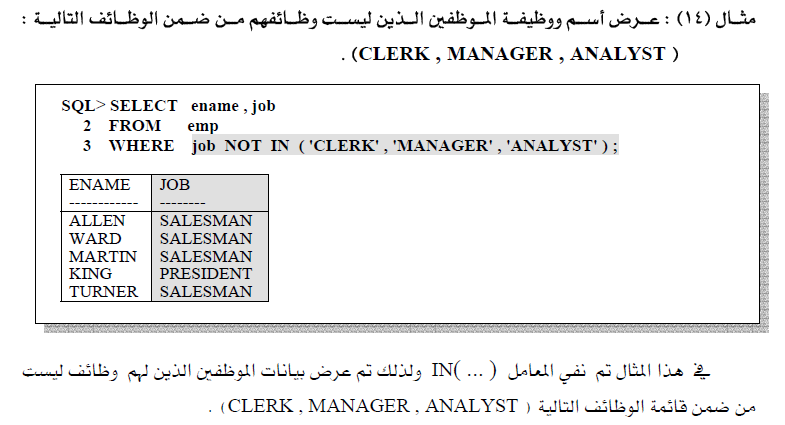 مثال (١٤) : عرض أسم ووظيفة الموظفين الذين ليست وظائفهم من ضمن الوظائف التالية :
(CLERK , MANAGER , ANALYST ) .
SQL> SELECT ename , job
2 FROM emp
3 WHERE job NOT IN ( 'CLERK' , 'MANAGER' , 'ANALYST' ) ;
ENAME JOB
------------ --------
ALLEN SALESMAN
WARD SALESMAN
MARTIN SALESMAN
KING PRESIDENT
TURNER SALESMAN
في هذا المثال تم نفي المعامل IN( ... ) ولذلك تم عرض بيانات الموظفين الذين لهم وظائف ليست
من ضمن قائمة الوظائف التالية ( CLERK , MANAGER , ANALYST ) .